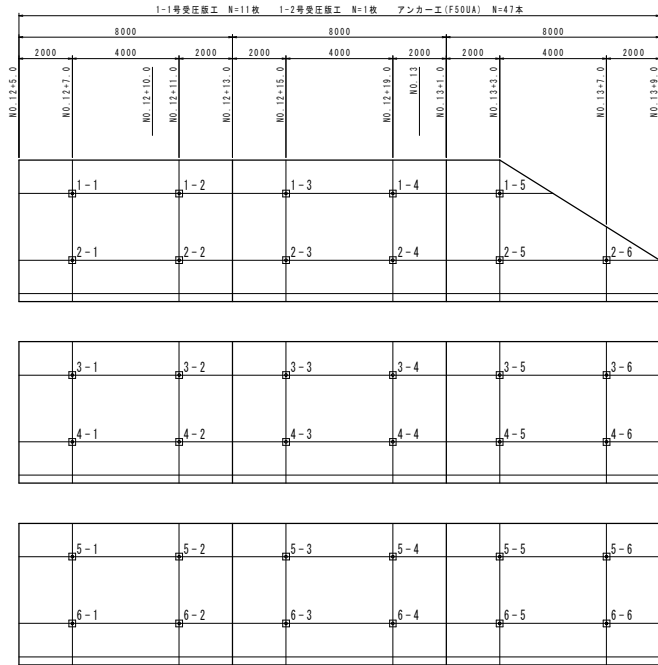 1-1号受圧版工 N=11枚 1-2号受圧版工 N=1枚 アンカー工(F50UA) N=47本
8000 8000 8000
2000 4000 2000 2000 4000 2000 2000 4000 2000
NO.12+5.0 NO.12+7.0 NO.12+10.0 NO.12+11.0 NO.12+13.0 NO.12+15.0 NO.12+19.0 NO.13 NO.13+1.0 NO.13+3.0 NO.13+7.0 NO.13+9.0
1-1 1-2 1-3 1-4 1-5
2-1 2-2 2-3 2-4 2-5 2-6
3-1 3-2 3-3 3-4 3-5 3-6
4-1 4-2 4-3 4-4 4-5 4-6
5-1 5-2 5-3 5-4 5-5 5-6
6-1 6-2 6-3 6-4 6-5 6-6